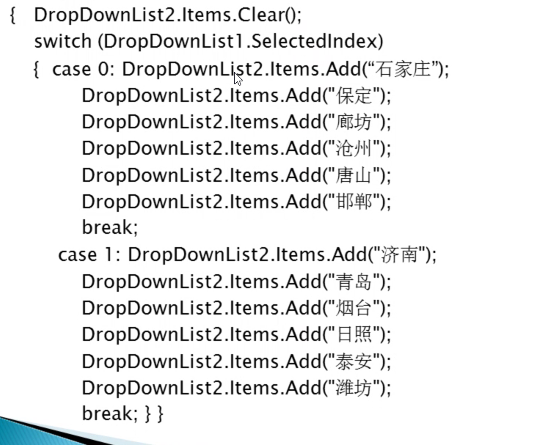 {   DropDownList2.Items.Clear();
switch (DropDownList1.SelectedIndex)
{  case 0: DropDownList2.Items.Add(“石家庄”);
DropDownList2.Items.Add("保定");
DropDownList2.Items.Add("廊坊");
DropDownList2.Items.Add("沧州");
DropDownList2.Items.Add("唐山");
DropDownList2.Items.Add("邯郸");
break;
case 1: DropDownList2.Items.Add("济南");
DropDownList2.Items.Add("青岛");
DropDownList2.Items.Add("烟台");
DropDownList2.Items.Add("日照");
DropDownList2.Items.Add("泰安");
DropDownList2.Items.Add("潍坊");
break; } }